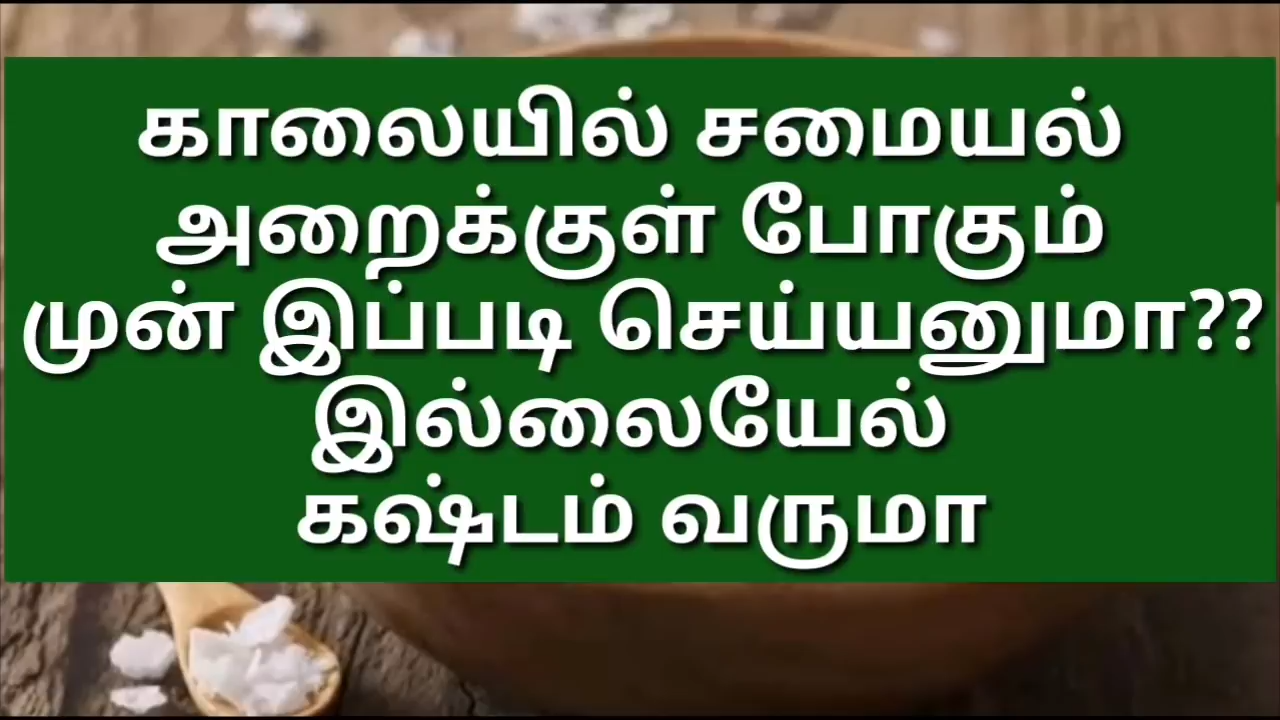 காலையில் சமையல்
அறைக்குள் போகும்
முன் இப்படி செய்யனுமா??
இல்லையேல்
கஷ்டம் வருமா